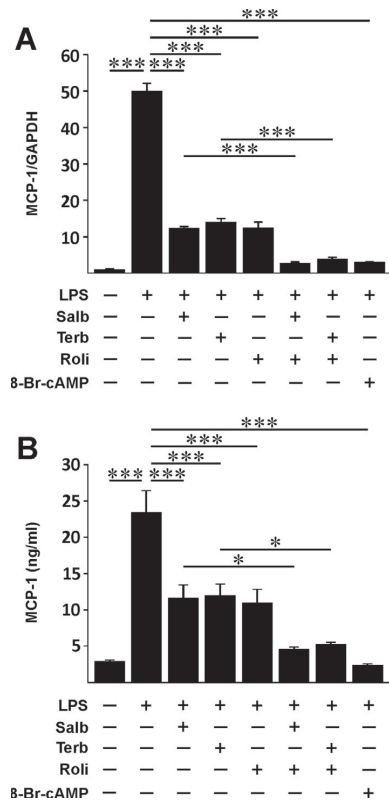 A
***
***
***
*** ***
***
***
MCP-1/GAPDH
60
50
40
30
20
10
LPS — + + + + + + +
Salb — — + — — + — —
Terb — — — + — — + —
Roli — — — — + + + —
8-Br-cAMP — — — — — — — +
B
***
***
***
*** ***
*
*
MCP-1 (ng/ml)
30
25
20
15
10
5
LPS — + + + + + + +
Salb — — + — — + — —
Terb — — — + — — + —
Roli — — — — + + + —
8-Br-cAMP — — — — — — — +